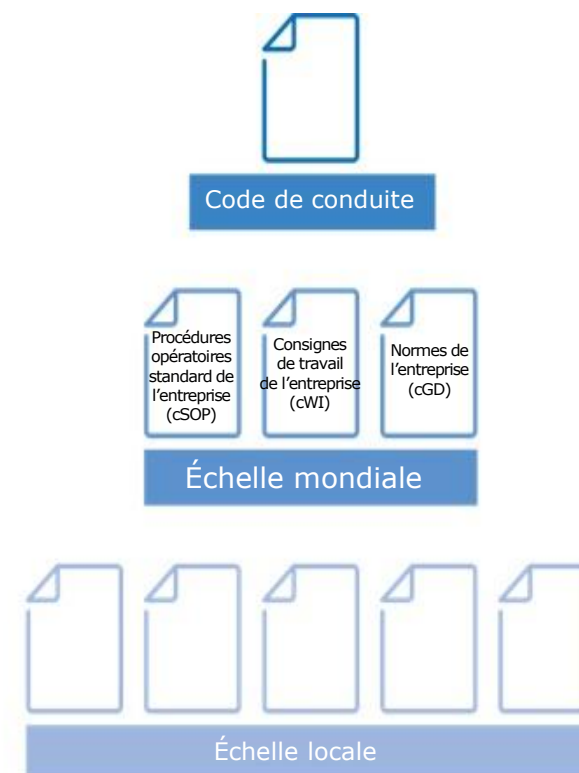 Code de conduite
Procédures
opératoires
standard de
l'entreprise
(cSOP)
Consignes
de travail
de l'entreprise
(cWI)
Normes de
l'entreprise
(cGD)
Échelle mondiale
Échelle locale